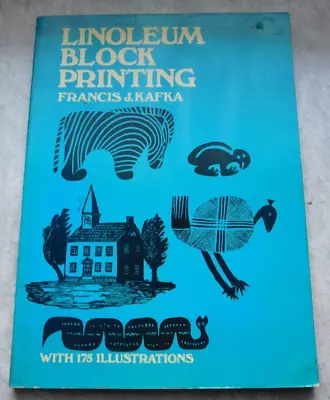 LINOLEUM
BLOCK
PRINTING
FRANCIS J. KAFKA
WITH 175 ILLUSTRATIONS